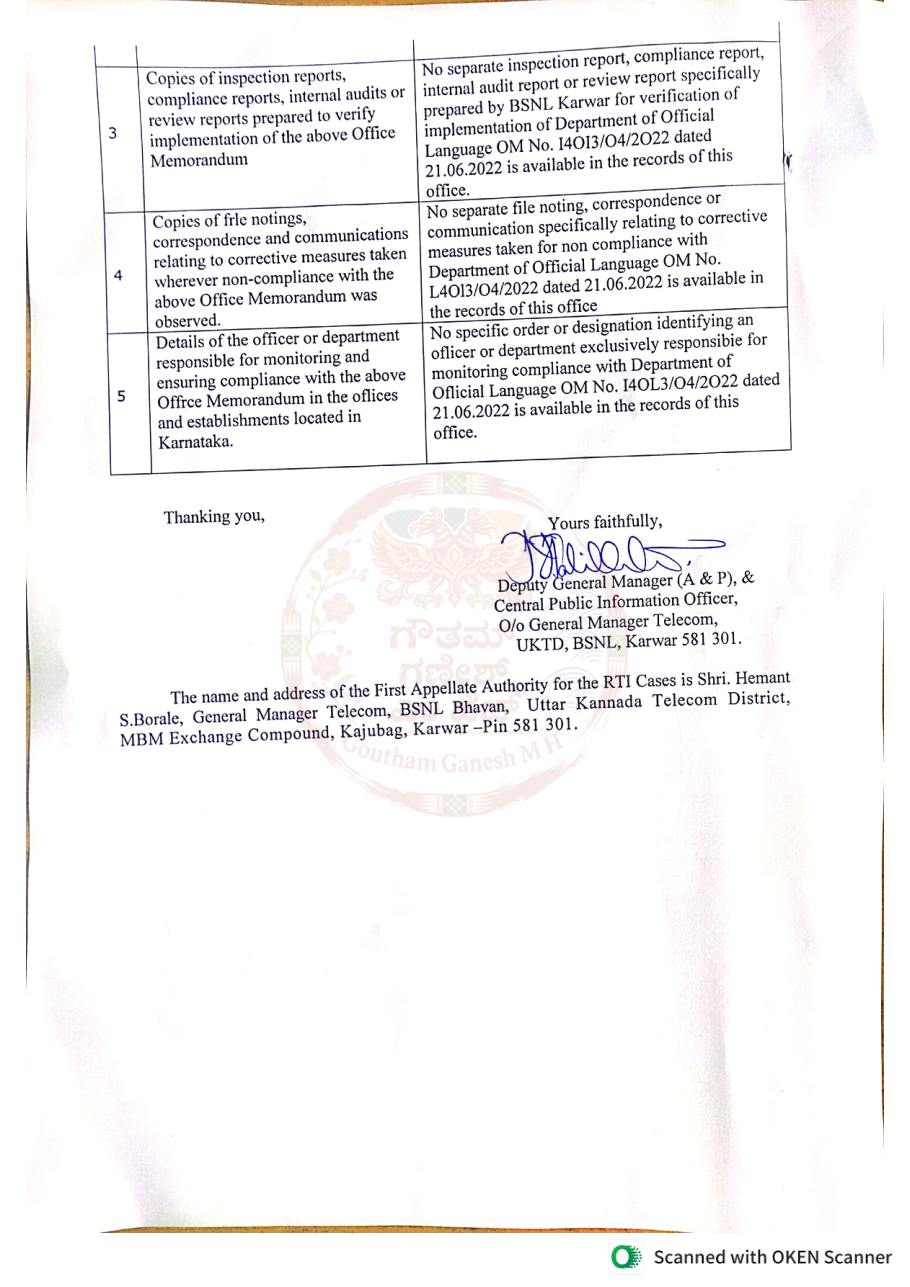 3
Copies of inspection reports,
compliance reports, internal audits or
review reports prepared to verify
implementation of the above Office
Memorandum
No separate inspection report, compliance report,
internal audit report or review report specifically
prepared by BSNL Karwar for verification of
implementation of Department of Official
Language OM No. I4OI3/O4/2O22 dated
21.06.2022 is available in the records of this
office.
4
Copies of frle notings,
correspondence and communications
relating to corrective measures taken
wherever non-compliance with the
above Office Memorandum was
observed.
No separate file noting, correspondence or
communication specifically relating to corrective
measures taken for non compliance with
Department of Official Language OM No.
L4OI3/O4/2022 dated 21.06.2022 is available in
the records of this office
5
Details of the officer or department
responsible for monitoring and
ensuring compliance with the above
Offrce Memorandum in the oflices
and establishments located in
Karnataka.
No specific order or designation identifying an
oflicer or department exclusively responsibie for
monitoring compliance with Department of
Oflicial Language OM No. I4OL3/O4/2O22 dated
21.06.2022 is available in the records of this
office.
Thanking you,
Yours faithfully,
Deputy General Manager (A & P), &
Central Public Information Officer,
O/o General Manager Telecom,
UKTD, BSNL, Karwar 581 301.
ಗೌತಮ್
ಗಣೇಶ್
The name and address of the First Appellate Authority for the RTI Cases is Shri. Hemant
S.Borale, General Manager Telecom, BSNL Bhavan, Uttar Kannada Telecom District,
MBM Exchange Compound, Kajubag, Karwar –Pin 581 301.
Goutham Ganesh M H
Scanned with OKEN Scanner